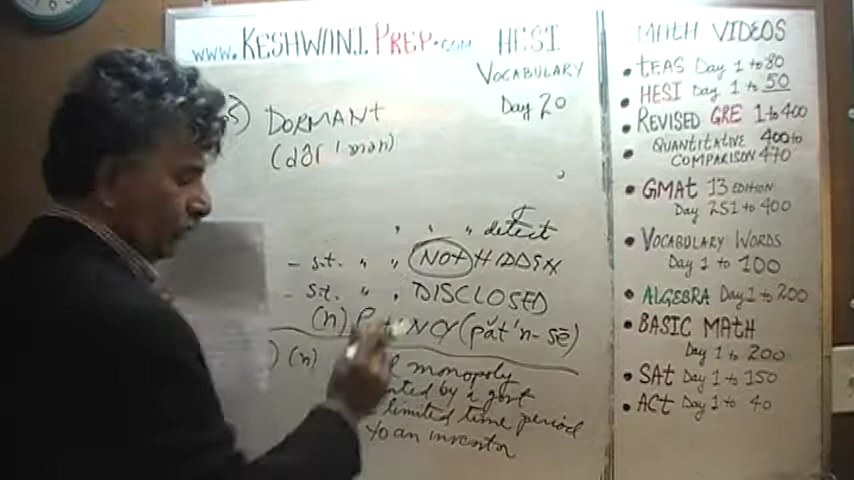 www.KESHWANIPREP.com
HESI
VOCABULARY
Day 20
DORMANT
" " " detect
- s.t. " " NOT HIDDEN
- s.t. " " DISCLOSED
(n) NCY (păt'n-sē)
) (n) monopoly
by a govt
limited time period
to an inventor
MATH VIDEOS
• TEAS Day 1 to 80
• HESI Day 1 to 50
• REVISED GRE 1 to 400
• QUANTITATIVE 400 to
COMPARISON 470
• GMAT 13 EDITION
Day 251 to 400
• VOCABULARY WORDS
Day 1 to 100
• ALGEBRA Day 1 to 200
• BASIC MATH
Day 1 to 200
• SAT Day 1 to 150
• ACT Day 1 to 40